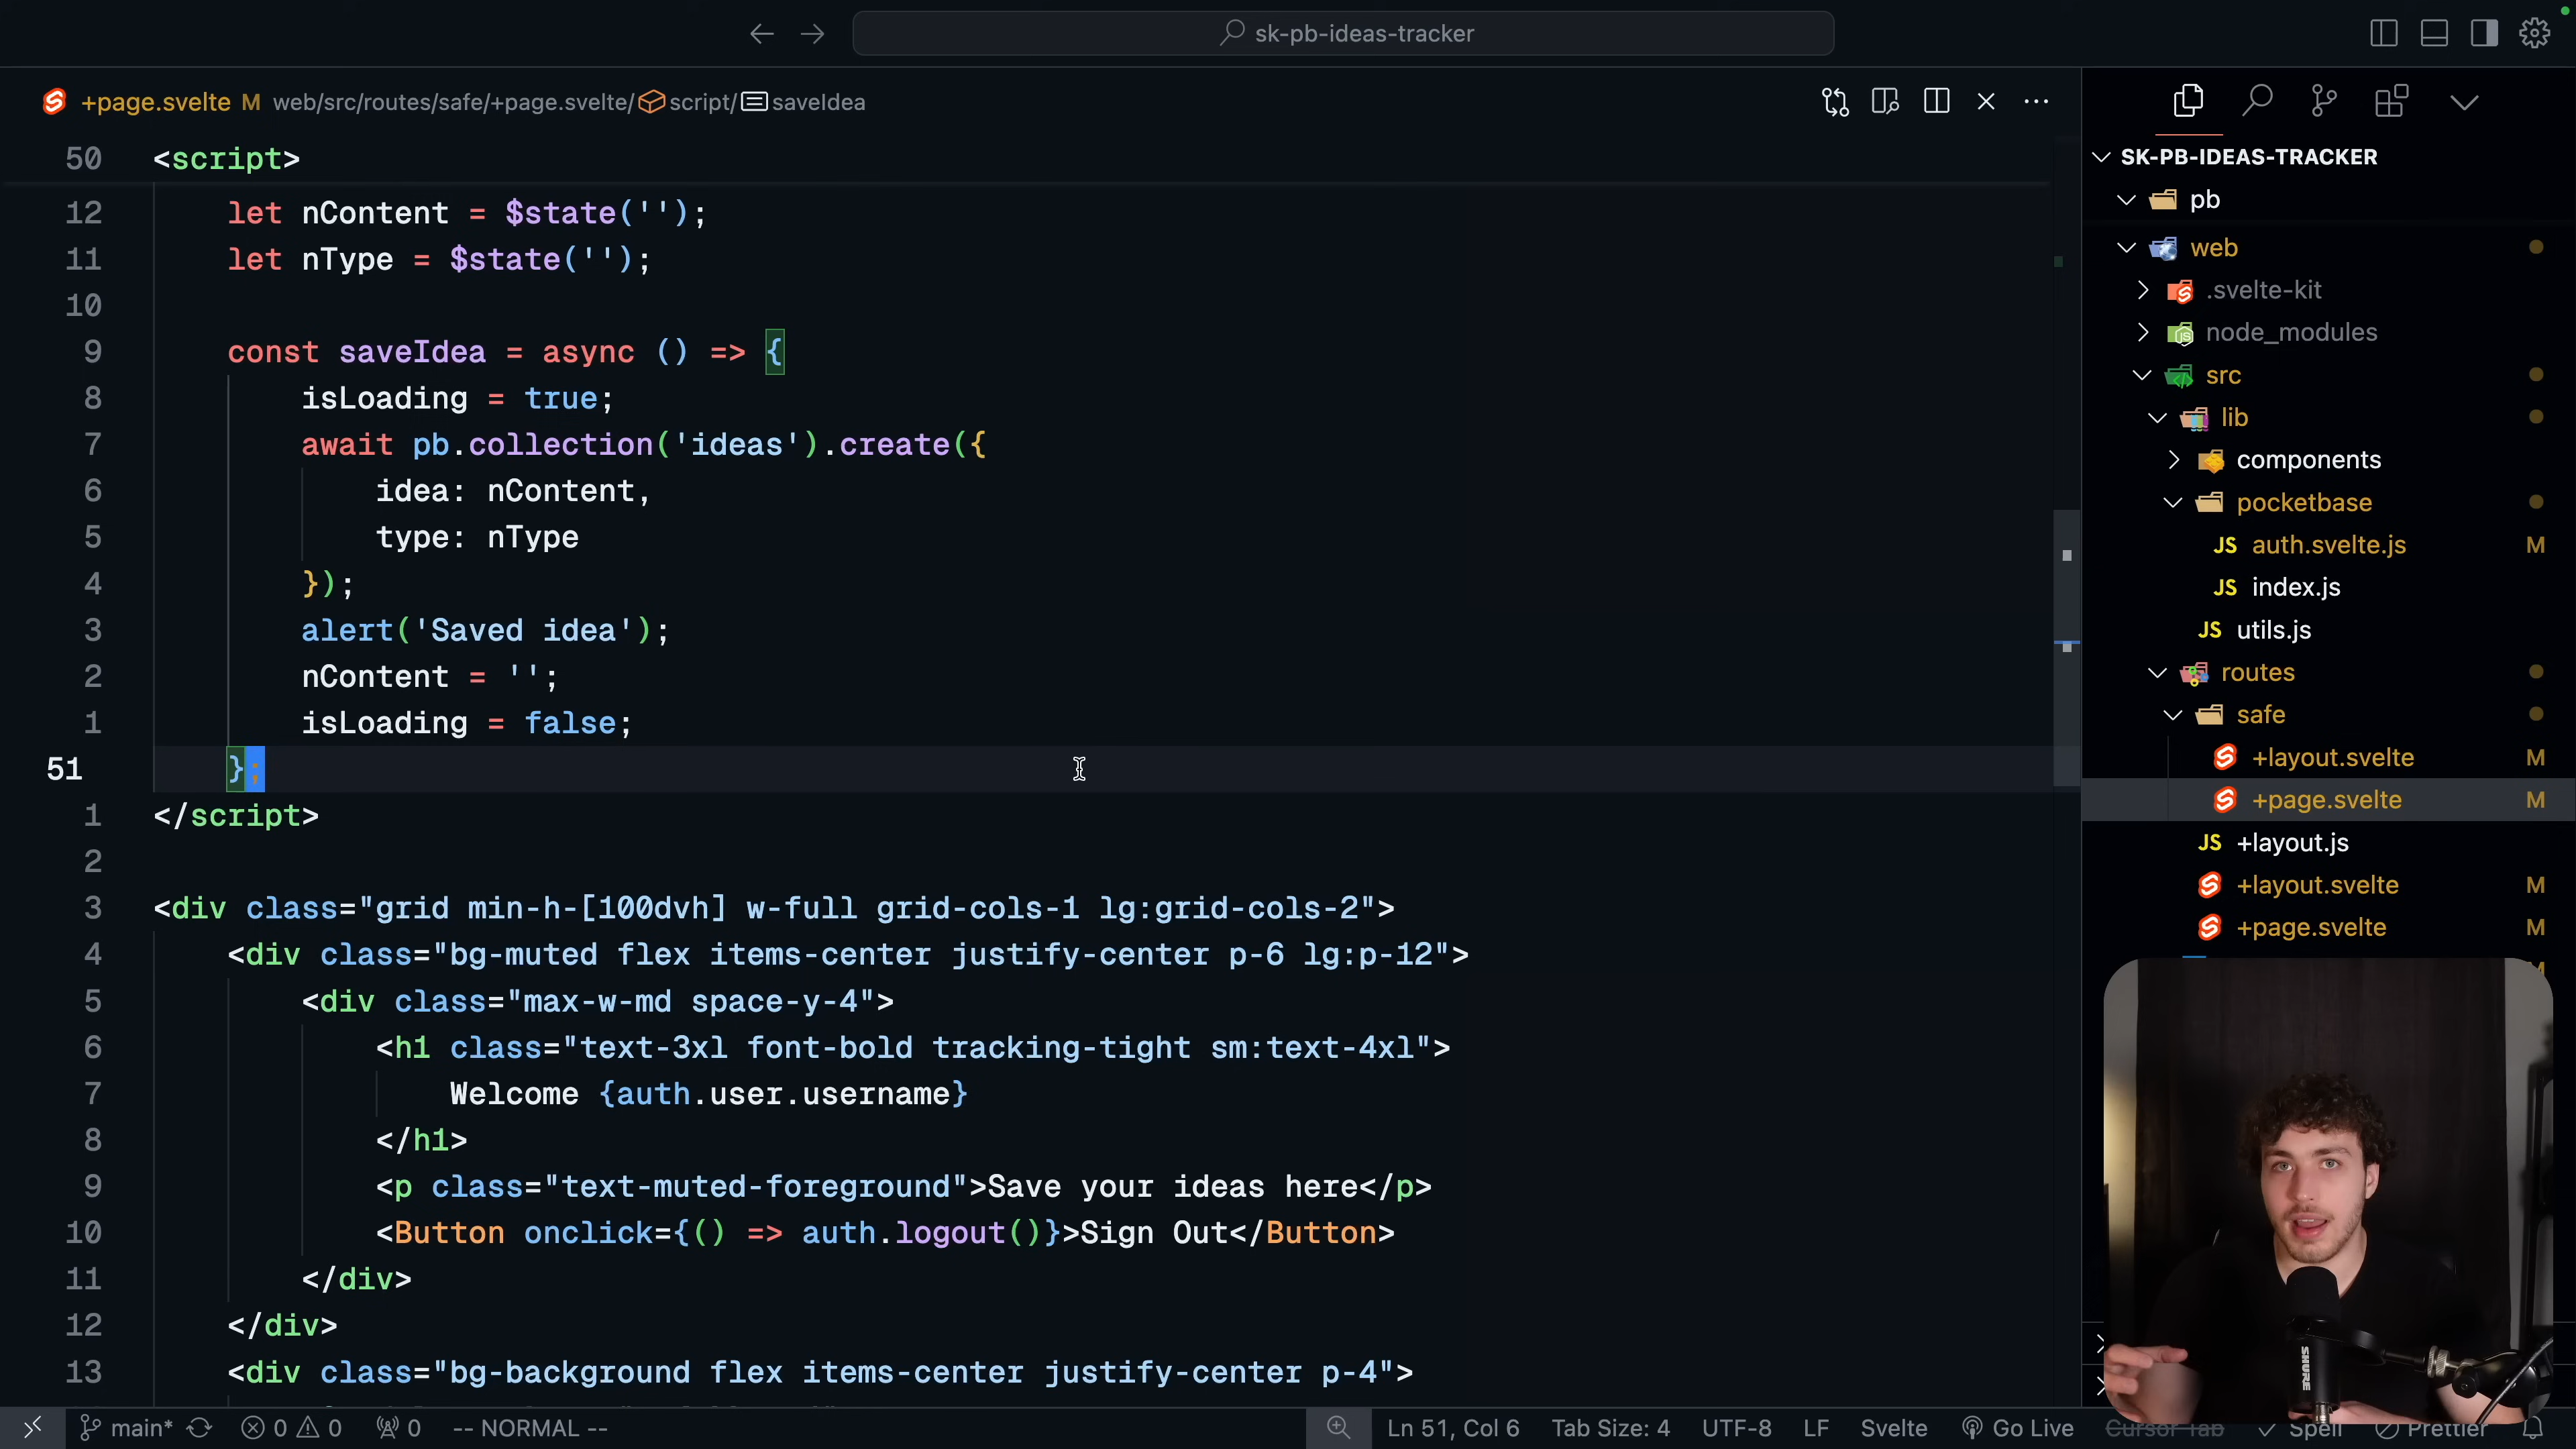 sk-pb-ideas-tracker
+page.svelte M web/src/routes/safe/+page.svelte/ script/ saveIdea
50 <script>
12 let nContent = $state('');
11 let nType = $state('');
10
9 const saveIdea = async () => {
8 isLoading = true;
7 await pb.collection('ideas').create({
6 idea: nContent,
5 type: nType
4 });
3 alert('Saved idea');
2 nContent = '';
1 isLoading = false;
51 };
1 </script>
2
3 <div class="grid min-h-[100dvh] w-full grid-cols-1 lg:grid-cols-2">
4 <div class="bg-muted flex items-center justify-center p-6 lg:p-12">
5 <div class="max-w-md space-y-4">
6 <h1 class="text-3xl font-bold tracking-tight sm:text-4xl">
7 Welcome {auth.user.username}
8 </h1>
9 <p class="text-muted-foreground">Save your ideas here</p>
10 <Button onclick={() => auth.logout()}>Sign Out</Button>
11 </div>
12 </div>
13 <div class="bg-background flex items-center justify-center p-4">
SK-PB-IDEAS-TRACKER
pb
web
.svelte-kit
node_modules
src
lib
components
pocketbase
JS auth.svelte.js M
JS index.js
JS utils.js
routes
safe
+layout.svelte M
+page.svelte M
JS +layout.js
+layout.svelte M
+page.svelte M
SHURE
main* 0 0 0 -- NORMAL -- Ln 51, Col 6 Tab Size: 4 UTF-8 LF Svelte Go Live Cursor Tab Spell Prettier